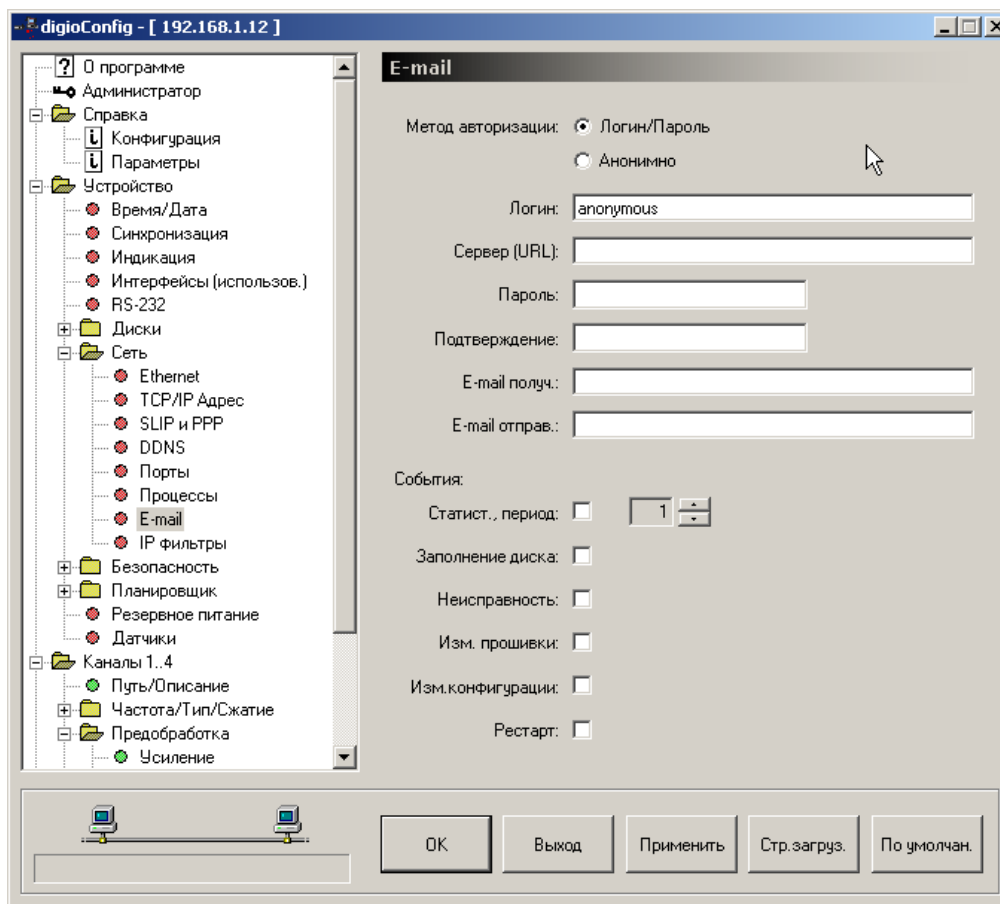 digioConfig - [ 192.168.1.12 ]
О программе
Администратор
Справка
Конфигурация
Параметры
Устройство
Время/Дата
Синхронизация
Индикация
Интерфейсы (использов.)
RS-232
Диски
Сеть
Ethernet
TCP/IP Адрес
SLIP и PPP
DDNS
Порты
Процессы
E-mail
IP фильтры
Безопасность
Планировщик
Резервное питание
Датчики
Каналы 1..4
Путь/Описание
Частота/Тип/Сжатие
Предобработка
Усиление
E-mail
Метод авторизации: Логин/Пароль
Анонимно
Логин: anonymous
Сервер (URL):
Пароль:
Подтверждение:
E-mail получ.:
E-mail отправ.:
События:
Статист., период: 1
Заполнение диска:
Неисправность:
Изм. прошивки:
Изм.конфигурации:
Рестарт:
OK Выход Применить Стр.загруз. По умолчан.